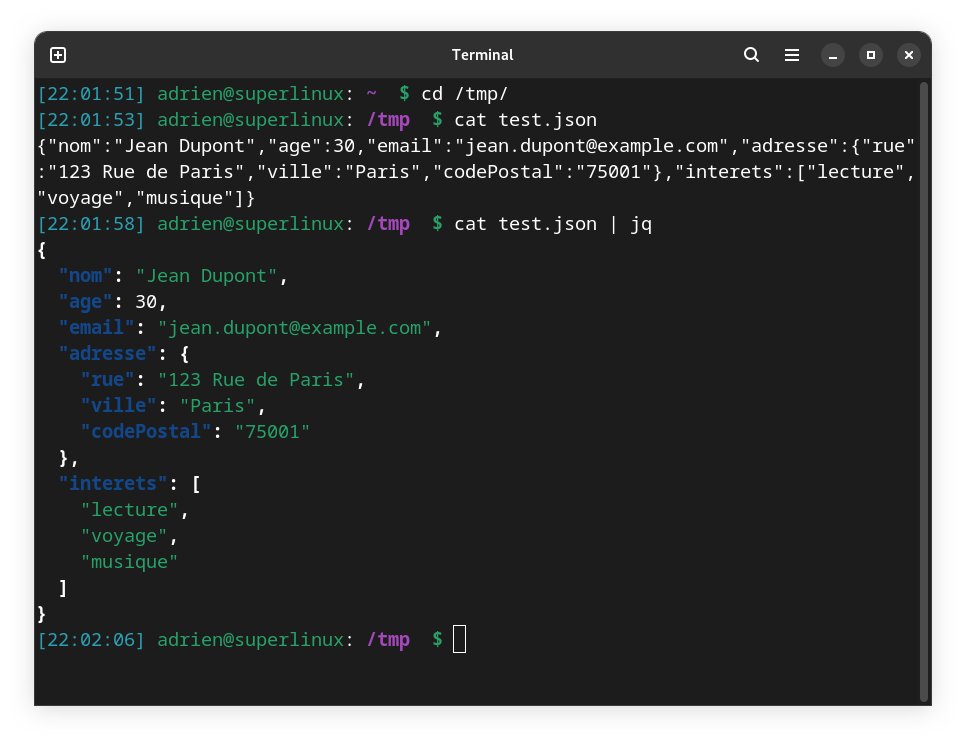 Terminal
[22:01:51] adrien@superlinux: ~  $ cd /tmp/
[22:01:53] adrien@superlinux: /tmp  $ cat test.json
{"nom":"Jean Dupont","age":30,"email":"jean.dupont@example.com","adresse":{"rue"
:"123 Rue de Paris","ville":"Paris","codePostal":"75001"},"interets":["lecture",
"voyage","musique"]}
[22:01:58] adrien@superlinux: /tmp  $ cat test.json | jq
{
  "nom": "Jean Dupont",
  "age": 30,
  "email": "jean.dupont@example.com",
  "adresse": {
    "rue": "123 Rue de Paris",
    "ville": "Paris",
    "codePostal": "75001"
  },
  "interets": [
    "lecture",
    "voyage",
    "musique"
  ]
}
[22:02:06] adrien@superlinux: /tmp  $